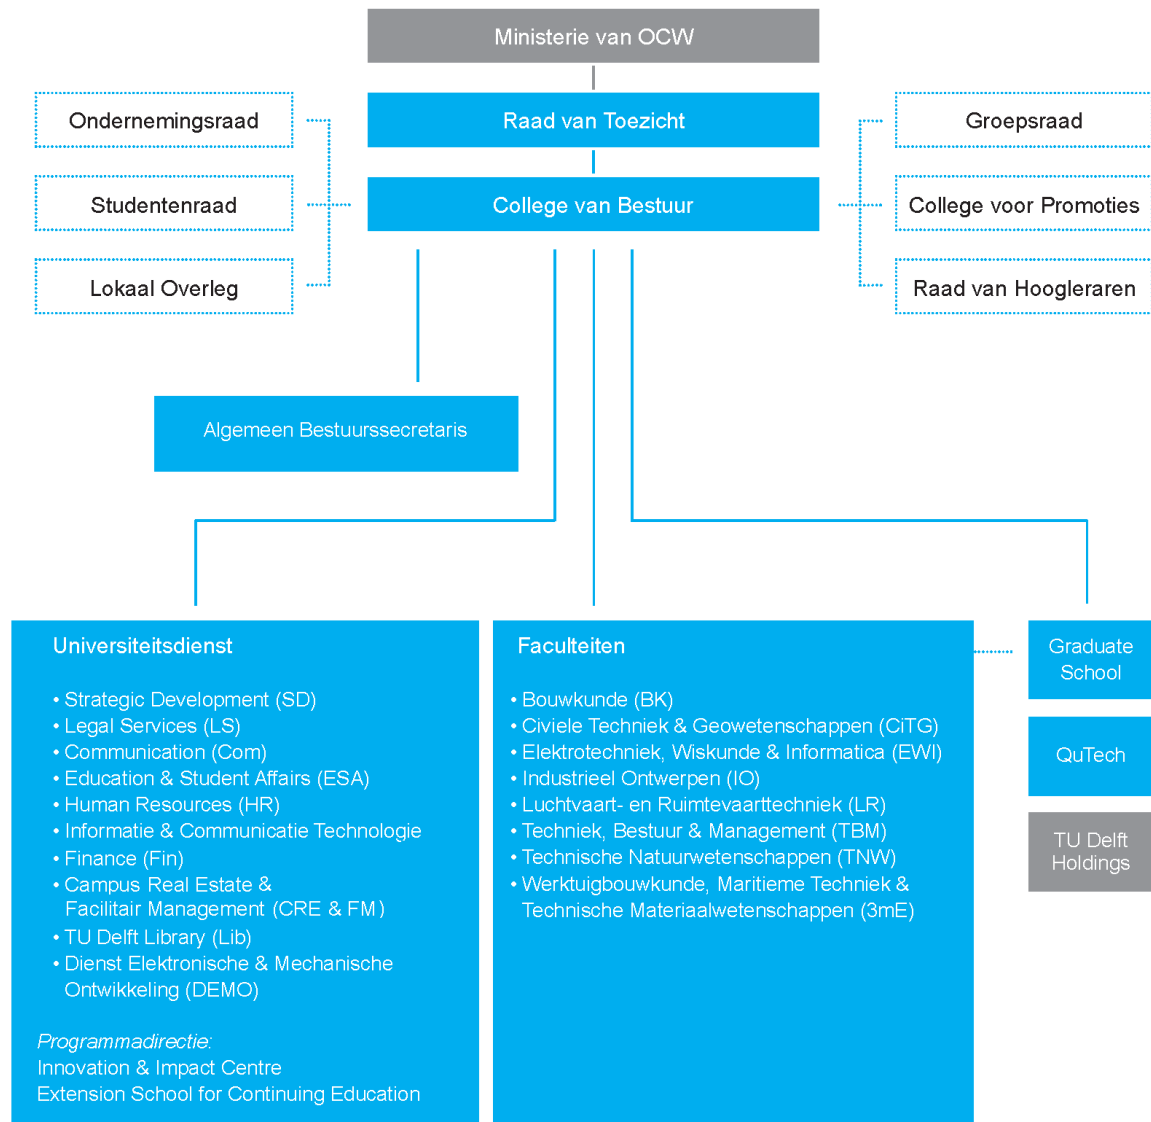 Ministerie van OCW
Raad van Toezicht
College van Bestuur
Ondernemingsraad
Studentenraad
Lokaal Overleg
Groepsraad
College voor Promoties
Raad van Hoogleraren
Algemeen Bestuurssecretaris
Universiteitsdienst
• Strategic Development (SD)
• Legal Services (LS)
• Communication (Com)
• Education & Student Affairs (ESA)
• Human Resources (HR)
• Informatie & Communicatie Technologie
• Finance (Fin)
• Campus Real Estate &
Facilitair Management (CRE & FM)
• TU Delft Library (Lib)
• Dienst Elektronische & Mechanische
Ontwikkeling (DEMO)
Programmadirectie:
Innovation & Impact Centre
Extension School for Continuing Education
Faculteiten
• Bouwkunde (BK)
• Civiele Techniek & Geowetenschappen (CiTG)
• Elektrotechniek, Wiskunde & Informatica (EWI)
• Industrieel Ontwerpen (IO)
• Luchtvaart- en Ruimtevaarttechniek (LR)
• Techniek, Bestuur & Management (TBM)
• Technische Natuurwetenschappen (TNW)
• Werktuigbouwkunde, Maritieme Techniek &
Technische Materiaalwetenschappen (3mE)
Graduate
School
QuTech
TU Delft
Holdings